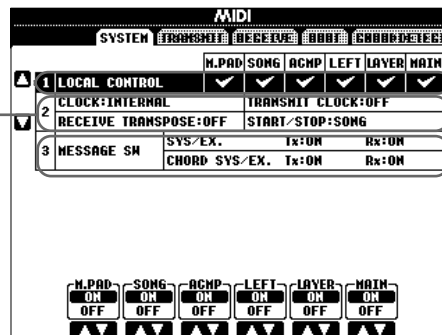 MIDI
SYSTEM TRANSMIT RECEIVE ROOT CHORD DETECT
M.PAD SONG ACMP LEFT LAYER MAIN
1 LOCAL CONTROL
2 CLOCK:INTERNAL TRANSMIT CLOCK:OFF
RECEIVE TRANSPOSE:OFF START/STOP:SONG
3 MESSAGE SW SYS/EX. Tx:ON Rx:ON
CHORD SYS/EX. Tx:ON Rx:ON
M.PAD SONG ACMP LEFT LAYER MAIN
ON ON ON ON ON ON
OFF OFF OFF OFF OFF OFF